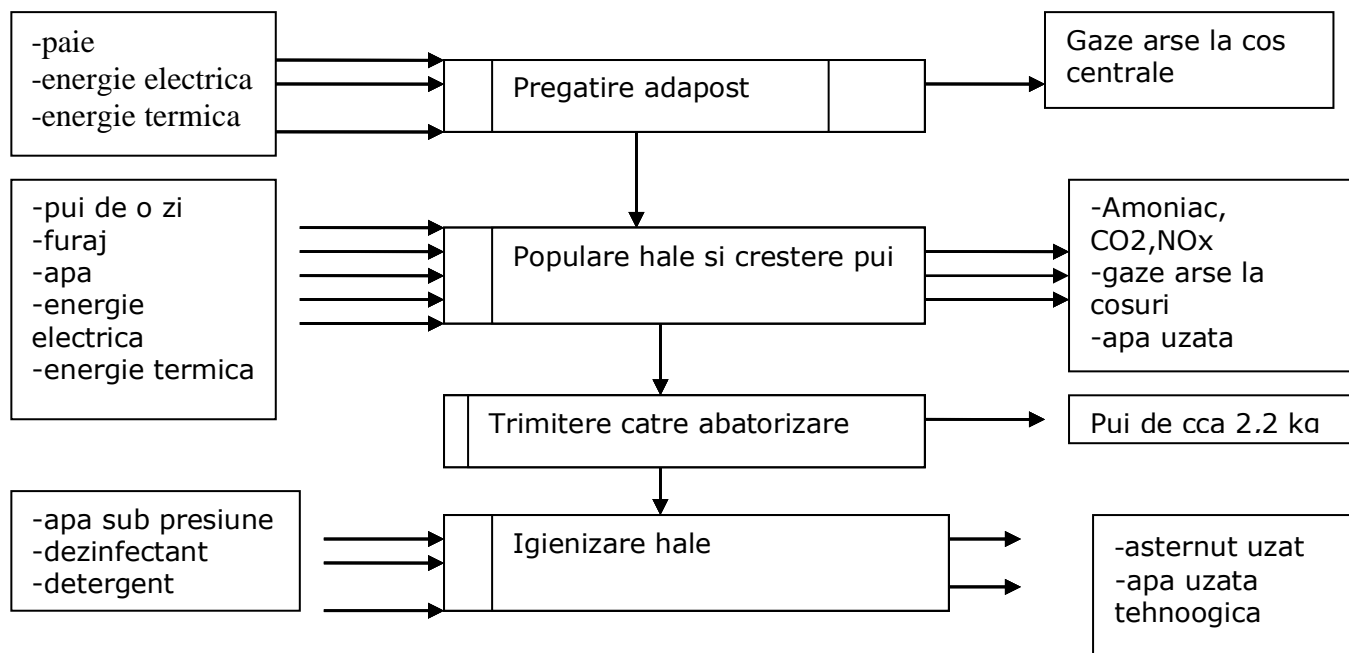 -paie
-energie electrica
-energie termica
Pregatire adapost
Gaze arse la cos
centrale
-pui de o zi
-furaj
-apa
-energie
electrica
-energie termica
Populare hale si crestere pui
-Amoniac,
CO2,NOx
-gaze arse la
cosuri
-apa uzata
Trimitere catre abatorizare
Pui de cca 2.2 kg
-apa sub presiune
-dezinfectant
-detergent
Igienizare hale
-asternut uzat
-apa uzata
tehnoogica